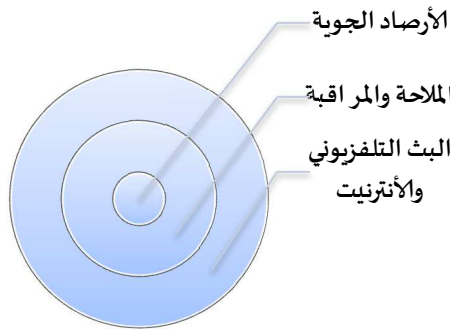 الأرصاد الجوية
الملاحة والمراقبة
البث التلفزيوني
والأنترنيت